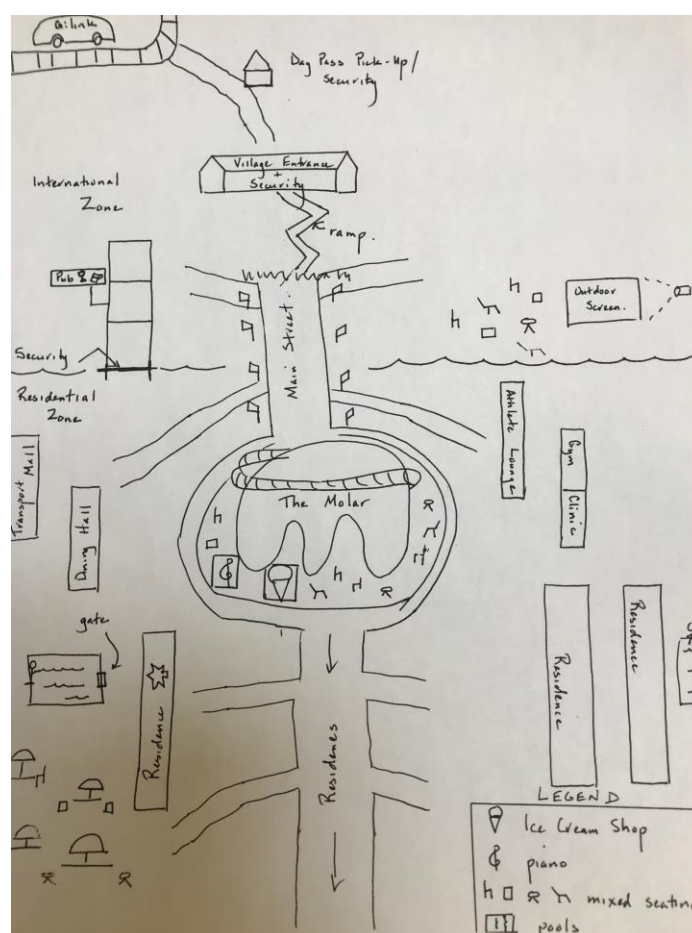 Gilink
Day Pass Pick-Up/
Security
Village Entrance
+
Security
International
Zone
ramp.
Pub
Main Street.
Outdoor
Screen.
Security
Residential
Zone
Athlete Lounge
Gym
Clinic
Transport Mall
Dining Hall
The Molar
gate
Residence
Residence
Residence
Residenes
LEGEND
Ice Cream Shop
piano
mixed seating
pools